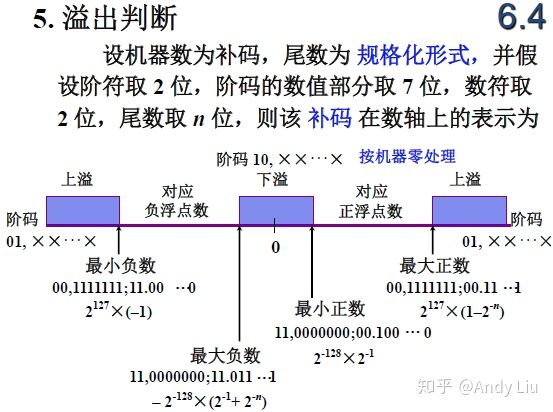 5. 溢出判断
6.4
设机器数为补码，尾数为 规格化形式，并假
设阶符取 2 位，阶码的数值部分取 7 位，数符取
2 位，尾数取 n 位，则该 补码 在数轴上的表示为
阶码 10, ××···× 按机器零处理
上溢 对应 下溢 对应 上溢
负浮点数 正浮点数
阶码 0 阶码
01, ××···× 01, ××···×
最小负数 最大正数
00,1111111;11.00 ···0 00,1111111;00.11 ···1
2127×(–1) 2127×(1–2-n)
最小正数
11,0000000;00.100 ··· 0
2-128×2-1
最大负数
11,0000000;11.011 ···1
– 2-128×(2-1+ 2-n)
知乎 @Andy Liu